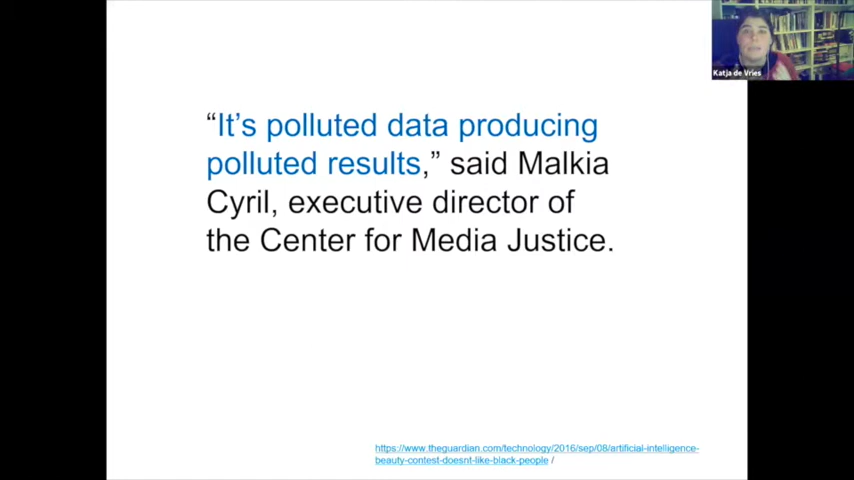 Katja de Vries
“It’s polluted data producing
polluted results,” said Malkia
Cyril, executive director of
the Center for Media Justice.
https://www.theguardian.com/technology/2016/sep/08/artificial-intelligence-
beauty-contest-doesnt-like-black-people /